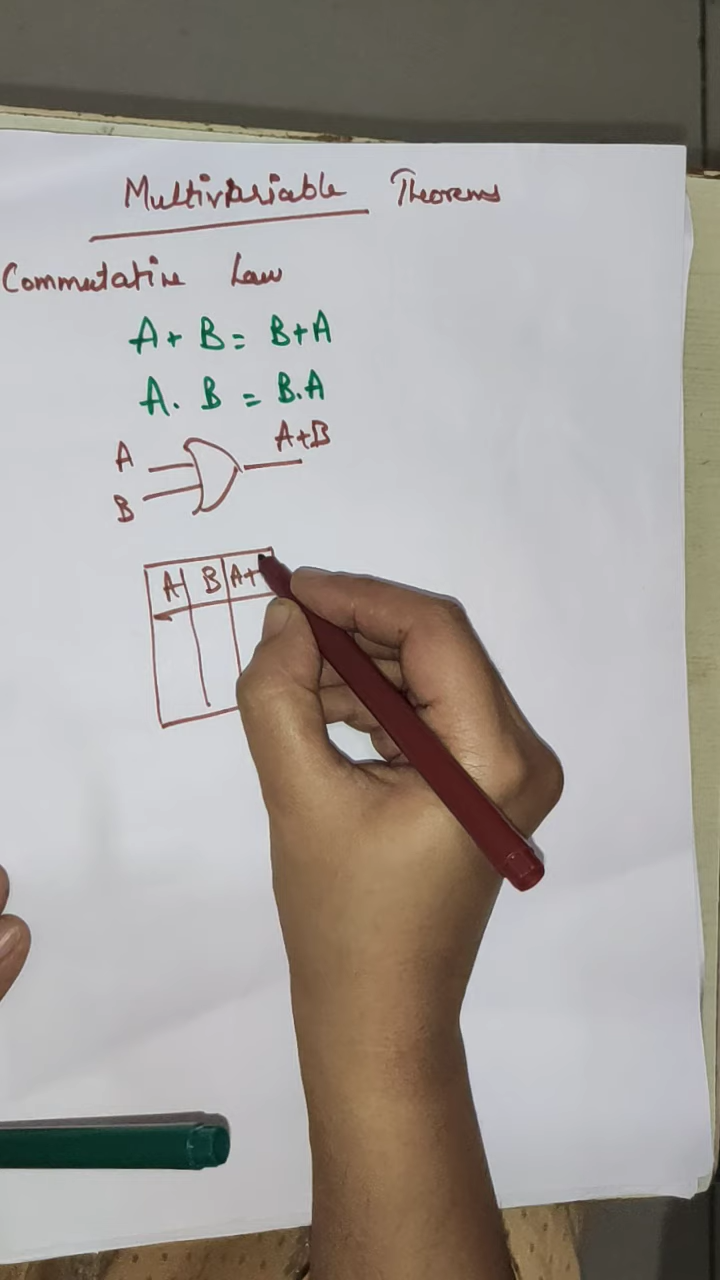 Multivariable Theorems
Commutative Law
A + B = B + A
A . B = B . A
A+B
A
B
A B A+